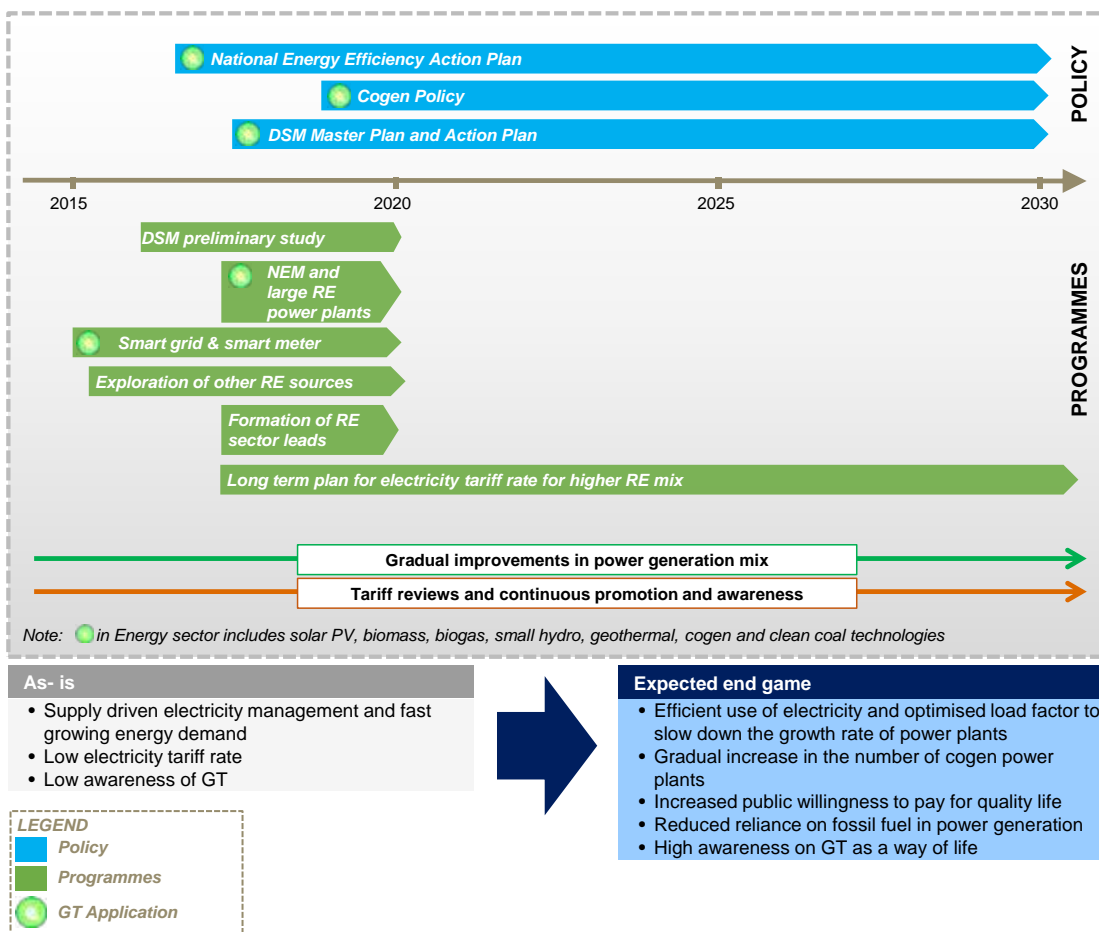 National Energy Efficiency Action Plan
Cogen Policy
DSM Master Plan and Action Plan
POLICY
2015
2020
2025
2030
DSM preliminary study
NEM and
large RE
power plants
Smart grid & smart meter
Exploration of other RE sources
Formation of RE
sector leads
Long term plan for electricity tariff rate for higher RE mix
PROGRAMMES
Gradual improvements in power generation mix
Tariff reviews and continuous promotion and awareness
Note: in Energy sector includes solar PV, biomass, biogas, small hydro, geothermal, cogen and clean coal technologies
As- is
• Supply driven electricity management and fast
growing energy demand
• Low electricity tariff rate
• Low awareness of GT
Expected end game
• Efficient use of electricity and optimised load factor to
slow down the growth rate of power plants
• Gradual increase in the number of cogen power
plants
• Increased public willingness to pay for quality life
• Reduced reliance on fossil fuel in power generation
• High awareness on GT as a way of life
LEGEND
Policy
Programmes
GT Application